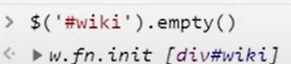 > $('#wiki').empty()
<· ▶ w.fn.init [div#wiki]